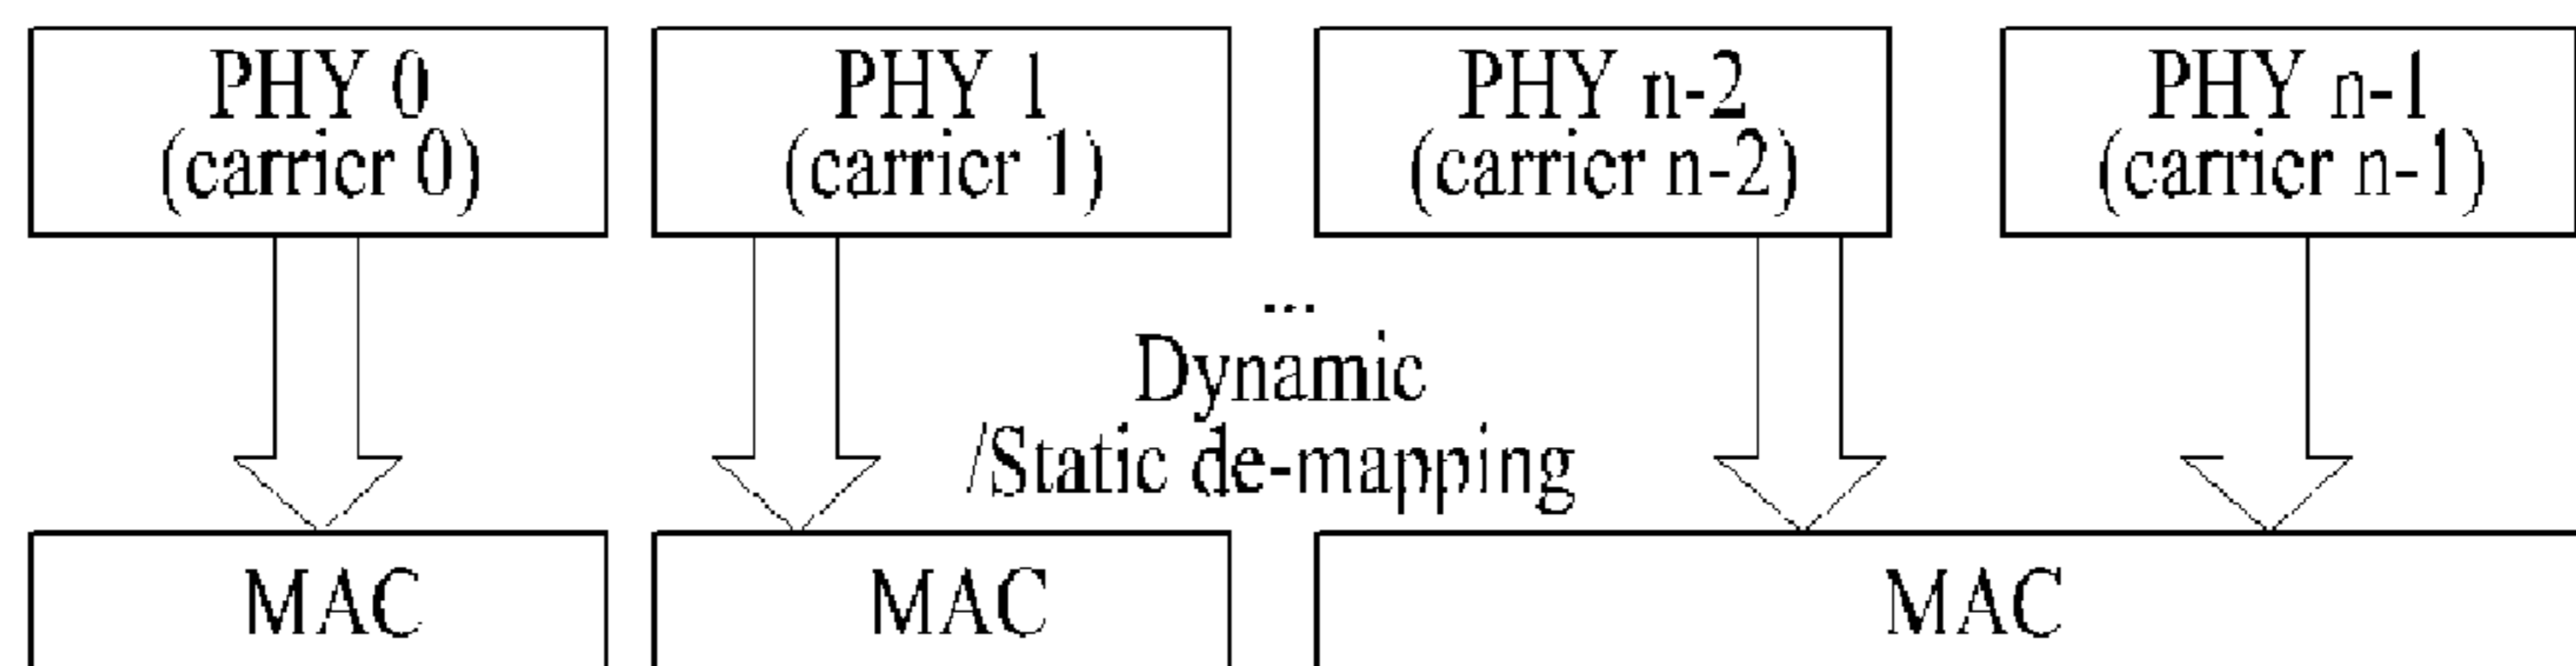 PHY 0
(carrier 0)
PHY 1
(carrier 1)
PHY n-2
(carrier n-2)
PHY n-1
(carrier n-1)
...
Dynamic
/Static de-mapping
MAC
MAC
MAC